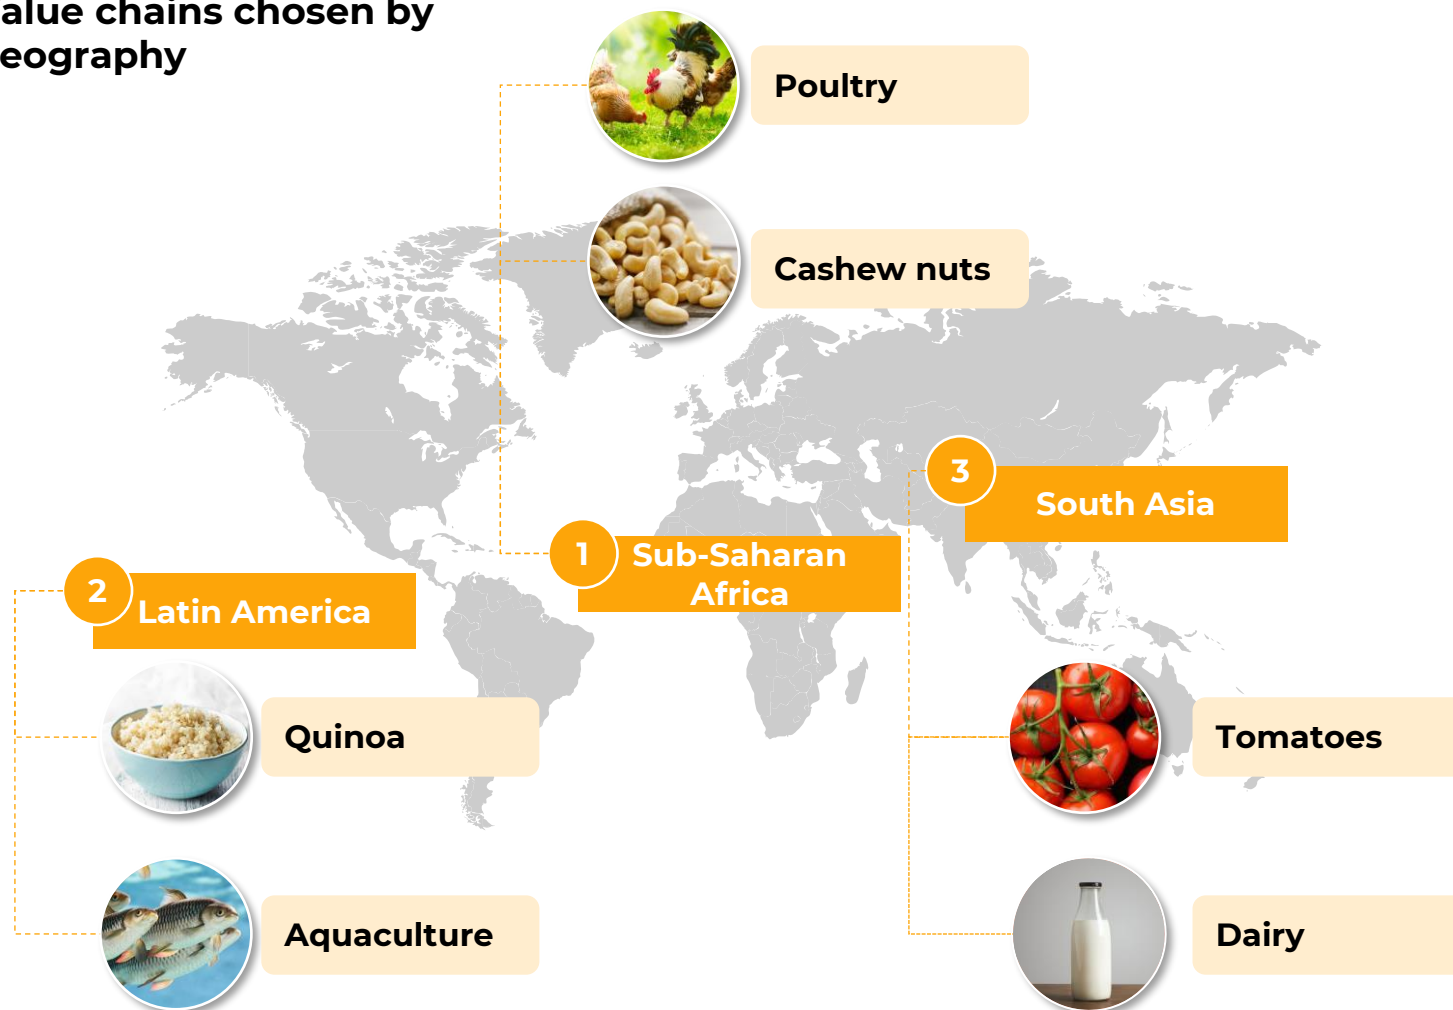 alue chains chosen by
eography
Poultry
Cashew nuts
3
South Asia
1
Sub-Saharan
Africa
2
Latin America
Quinoa
Tomatoes
Aquaculture
Dairy